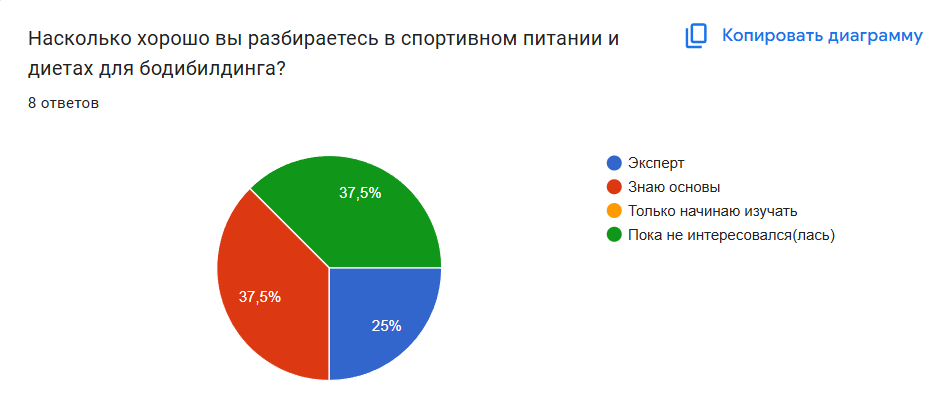 Насколько хорошо вы разбираетесь в спортивном питании и
диетах для бодибилдинга?
Копировать диаграмму
8 ответов
37,5%
37,5%
25%
Эксперт
Знаю основы
Только начинаю изучать
Пока не интересовался(лась)